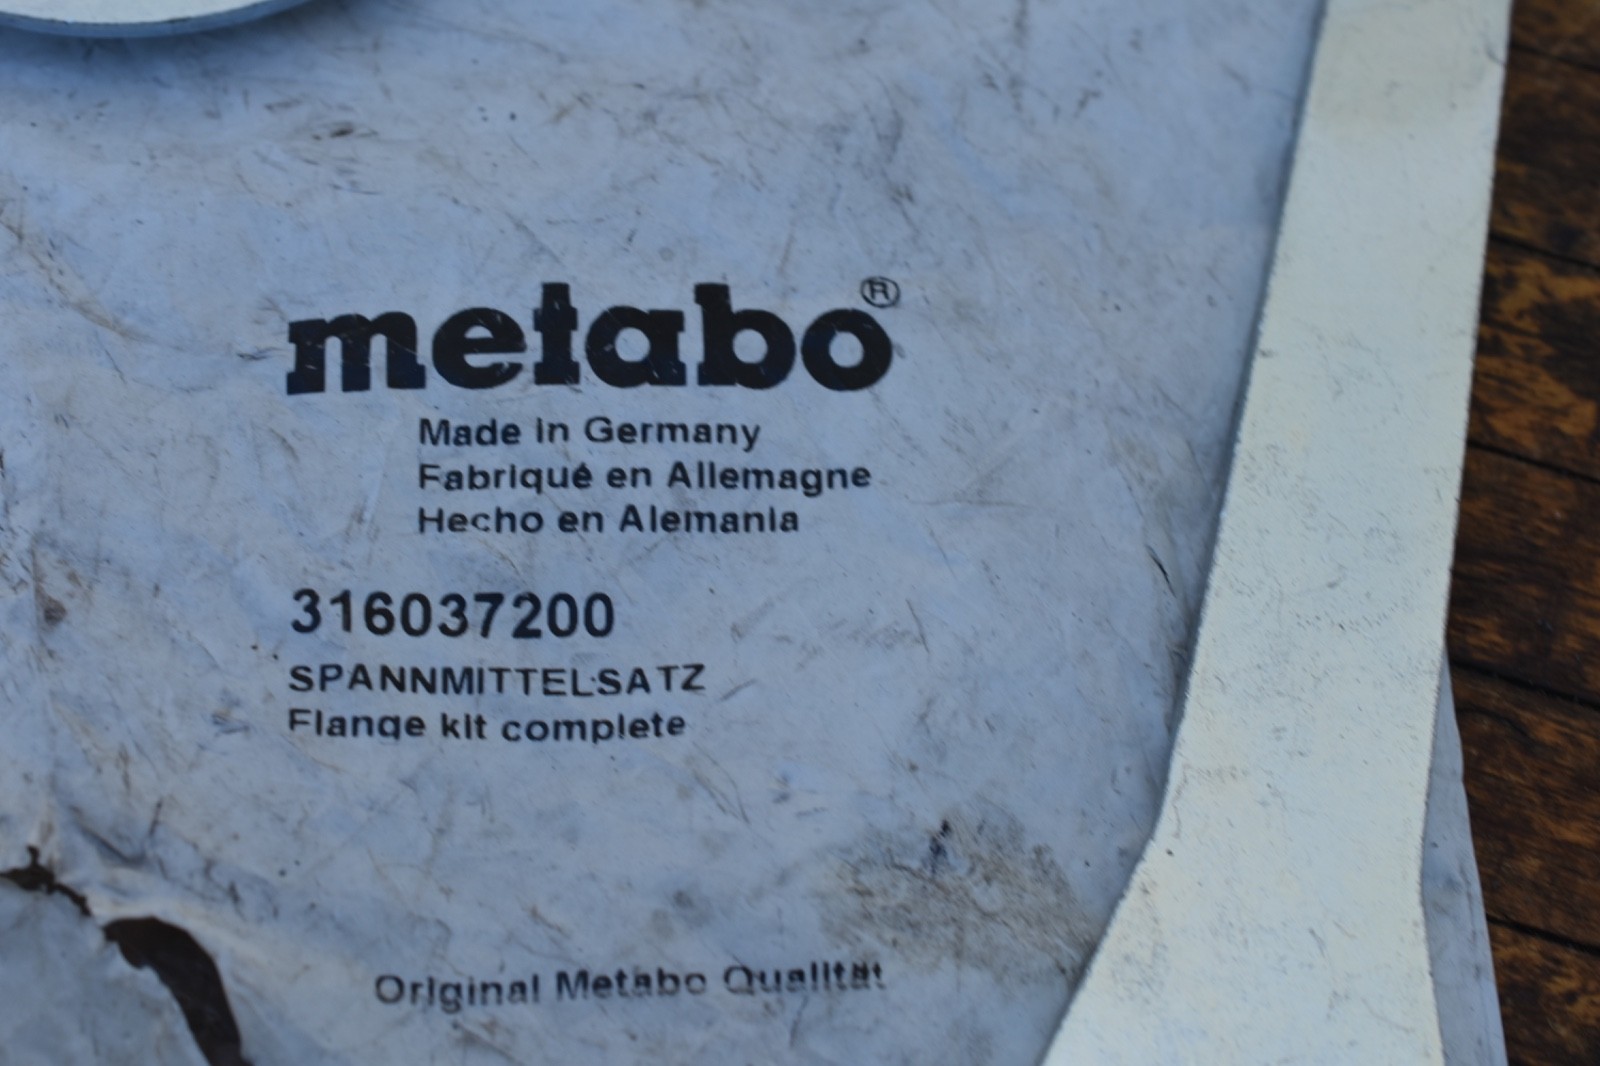 metabo®
Made in Germany
Fabriqué en Allemagne
Hecho en Alemania
316037200
SPANNMITTELSATZ
Flange kit complete
Original Metabo Qualität